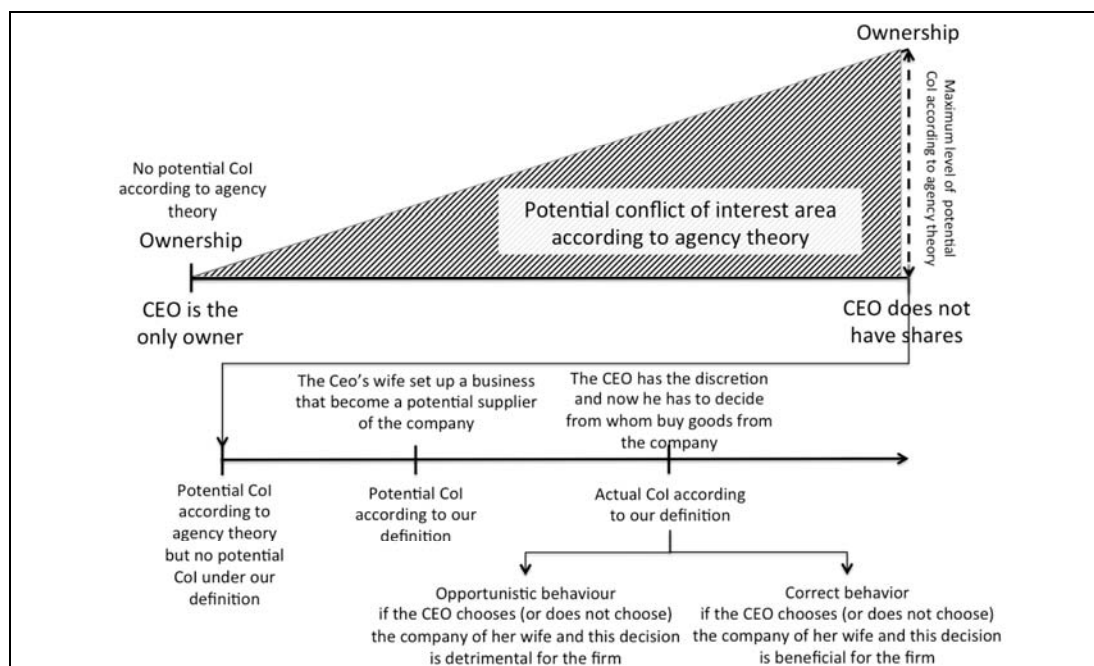 Ownership
Maximum level of potential
CoI according to agency theory
No potential CoI
according to agency
theory
Potential conflict of interest area
according to agency theory
Ownership
CEO is the
only owner
CEO does not
have shares
The Ceo's wife set up a business
that become a potential supplier
of the company
The CEO has the discretion
and now he has to decide
from whom buy goods from
the company
Potential CoI
according to
agency theory
but no potential
CoI under our
definition
Potential CoI
according to our
definition
Actual CoI according
to our definition
Opportunistic behaviour
if the CEO chooses (or does not choose)
the company of her wife and this decision
is detrimental for the firm
Correct behavior
if the CEO chooses (or does not choose)
the company of her wife and this decision
is beneficial for the firm